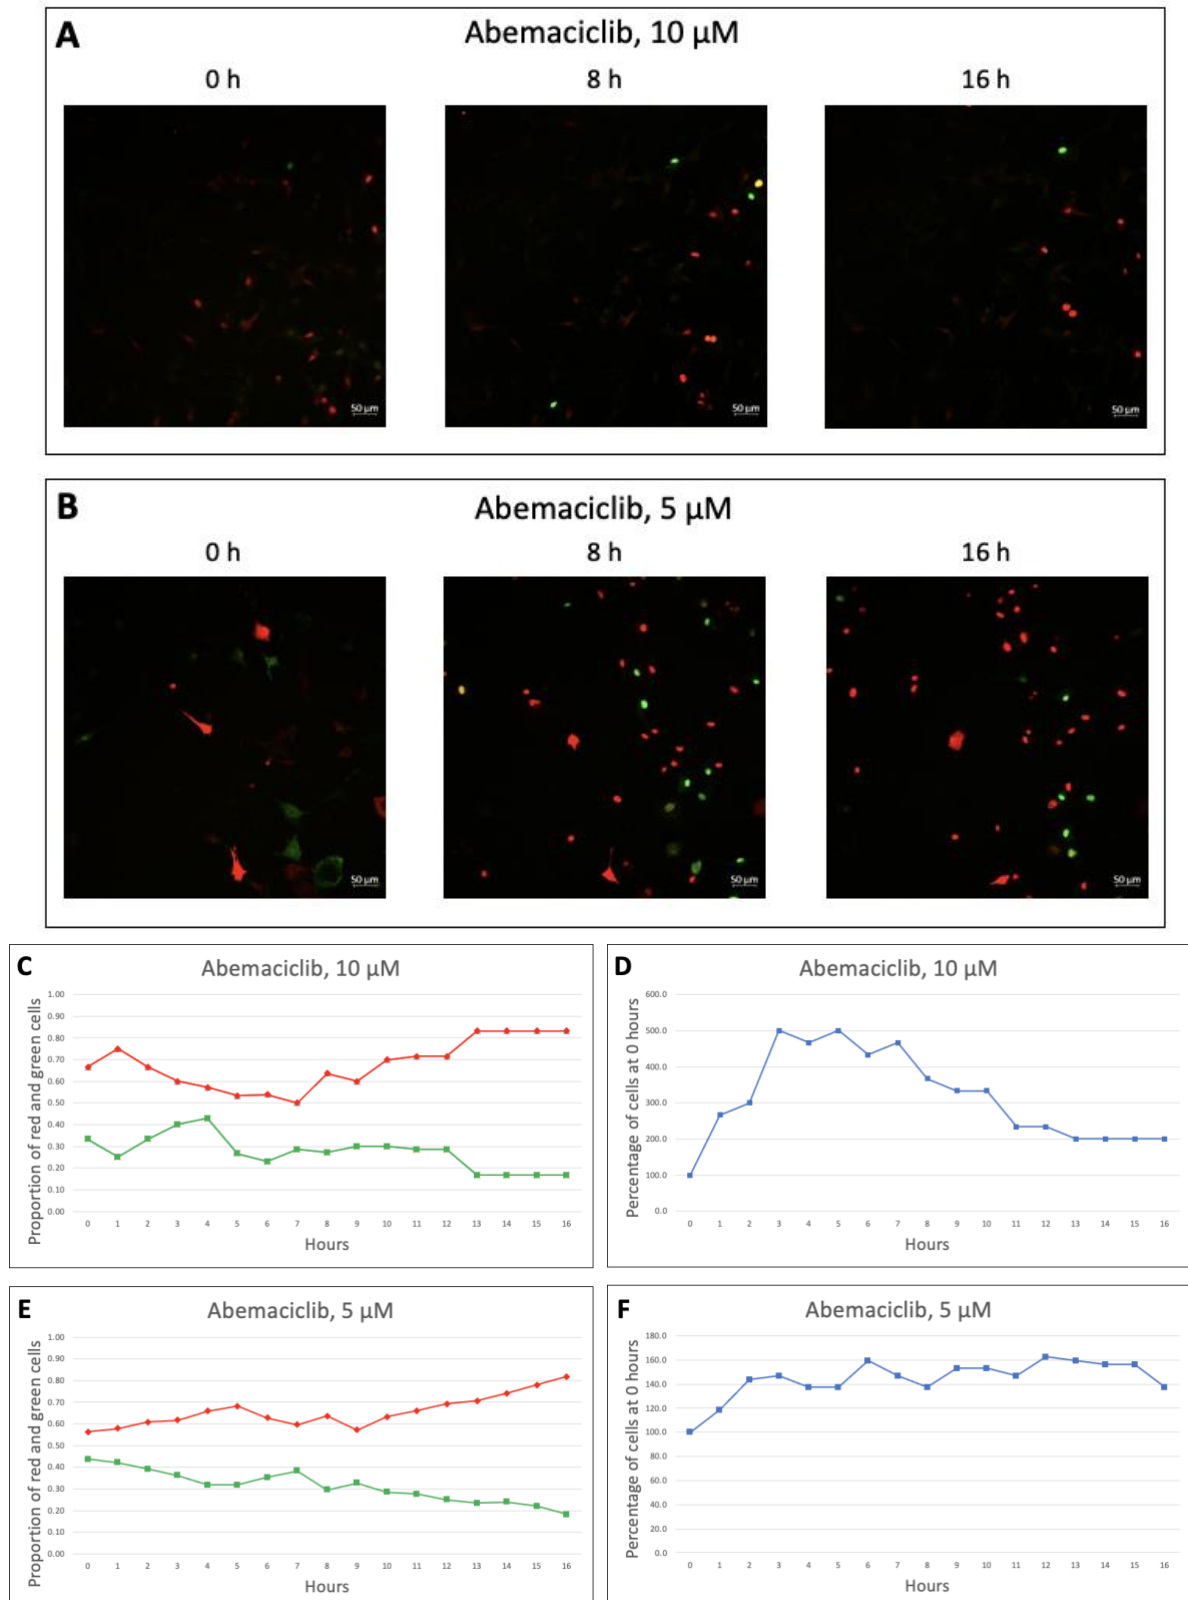 A
Abemaciclib, 10 µM
0 h
8 h
16 h
50 µm
50 µm
50 µm
B
Abemaciclib, 5 µM
0 h
8 h
16 h
50 µm
50 µm
50 µm
C
Abemaciclib, 10 µM
Proportion of red and green cells
1.00
0.90
0.80
0.70
0.60
0.50
0.40
0.30
0.20
0.10
0.00
0 1 2 3 4 5 6 7 8 9 10 11 12 13 14 15 16
Hours
D
Abemaciclib, 10 µM
Percentage of cells at 0 hours
600.0
500.0
400.0
300.0
200.0
100.0
0.0
0 1 2 3 4 5 6 7 8 9 10 11 12 13 14 15 16
Hours
E
Abemaciclib, 5 µM
Proportion of red and green cells
1.00
0.90
0.80
0.70
0.60
0.50
0.40
0.30
0.20
0.10
0.00
0 1 2 3 4 5 6 7 8 9 10 11 12 13 14 15 16
Hours
F
Abemaciclib, 5 µM
Percentage of cells at 0 hours
180.0
160.0
140.0
120.0
100.0
80.0
60.0
40.0
20.0
0.0
0 1 2 3 4 5 6 7 8 9 10 11 12 13 14 15 16
Hours